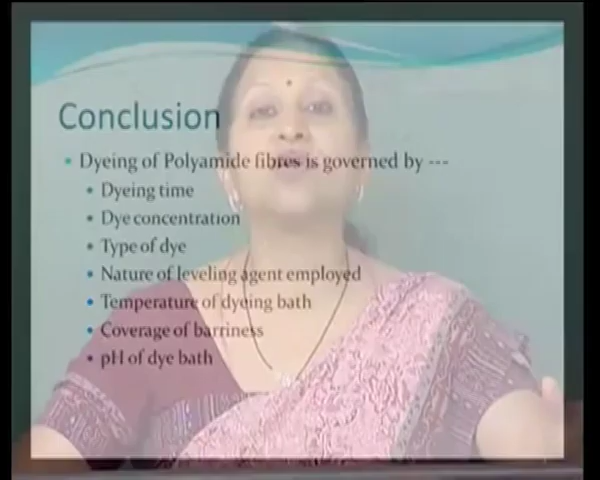 Conclusion
• Dyeing of Polyamide fibres is governed by ---
• Dyeing time
• Dye concentration
• Type of dye
• Nature of leveling agent employed
• Temperature of dyeing bath
• Coverage of barriness
• pH of dye bath